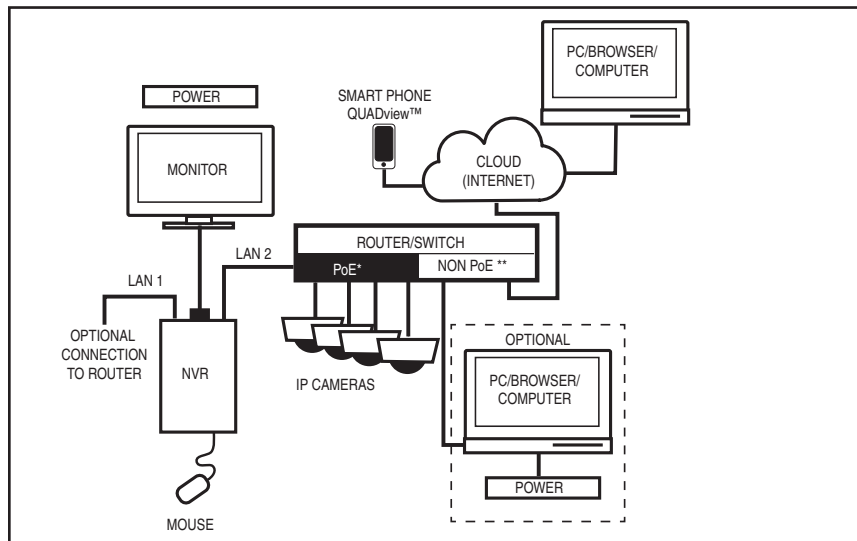 POWER
MONITOR
SMART PHONE
QUADview™
PC/BROWSER/
COMPUTER
CLOUD
(INTERNET)
ROUTER/SWITCH
PoE*
NON PoE **
LAN 2
LAN 1
OPTIONAL
CONNECTION
TO ROUTER
NVR
IP CAMERAS
MOUSE
OPTIONAL
PC/BROWSER/
COMPUTER
POWER